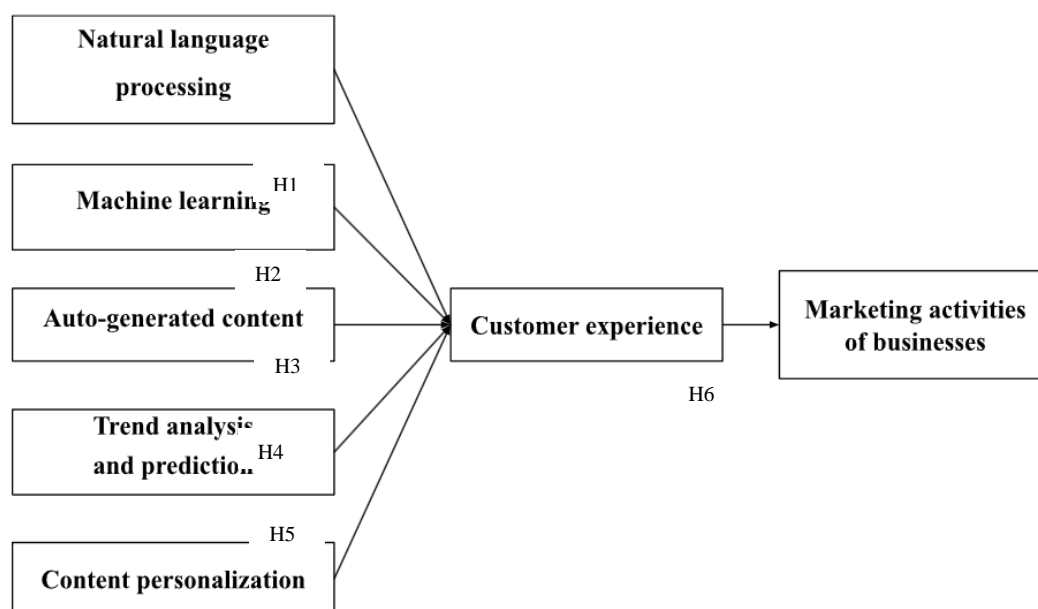 Natural language
processing
H1
Machine learning
H2
Auto-generated content
H3
Trend analysis
and prediction
H4
H5
Content personalization
Customer experience
H6
Marketing activities
of businesses